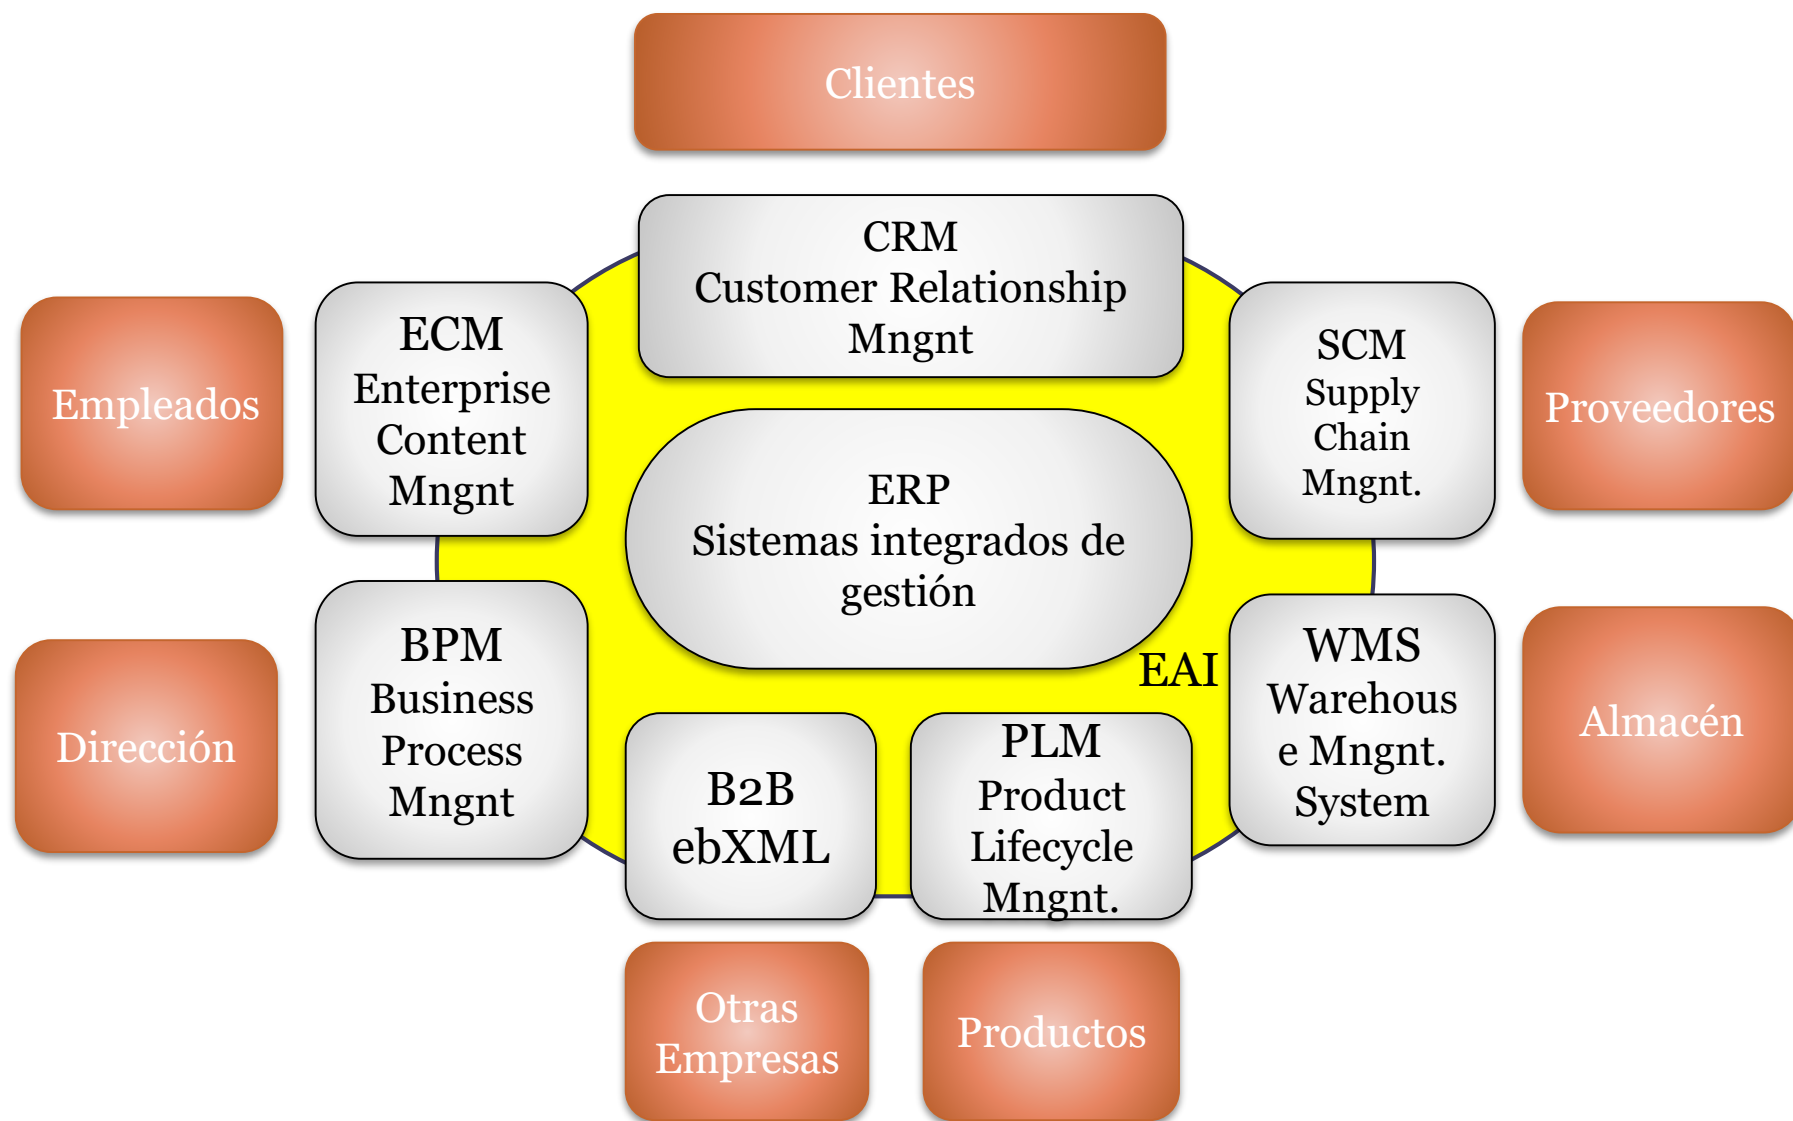 Clientes
CRM
Customer Relationship
Mngnt
Empleados
ECM
Enterprise
Content
Mngnt
SCM
Supply
Chain
Mngnt.
Proveedores
ERP
Sistemas integrados de
gestión
Dirección
BPM
Business
Process
Mngnt
EAI
WMS
Warehous
e Mngnt.
System
Almacén
B2B
ebXML
PLM
Product
Lifecycle
Mngnt.
Otras
Empresas
Productos